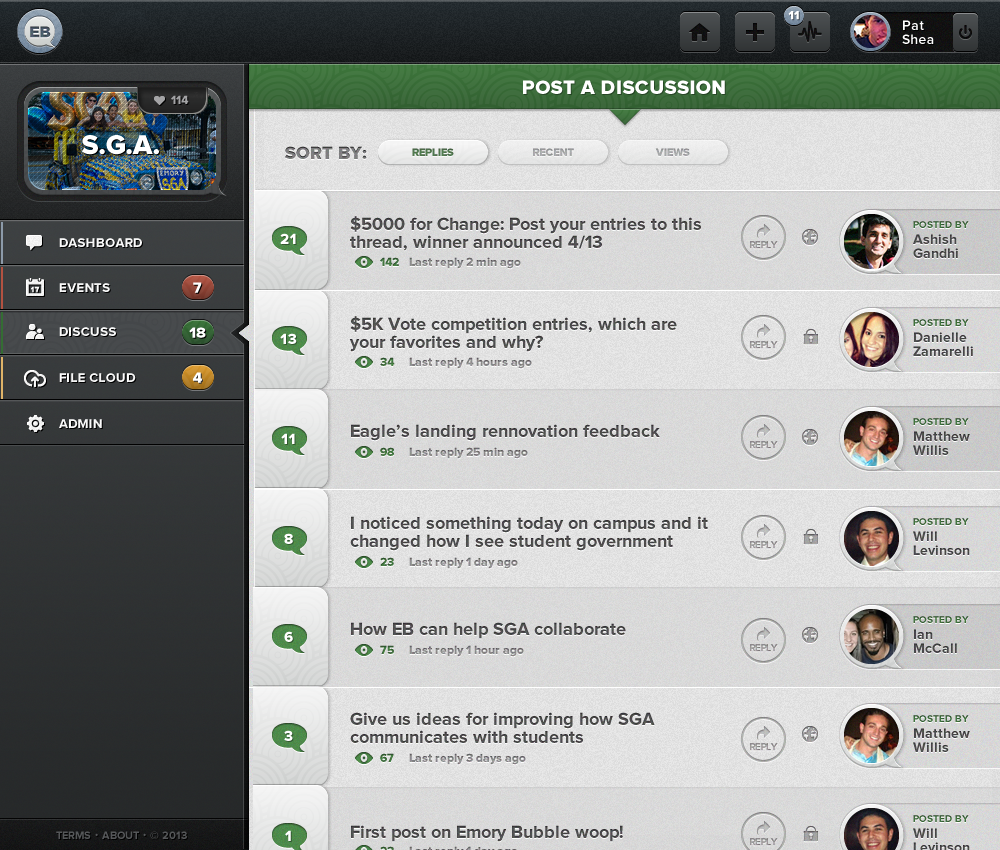 EB
11
Pat
Shea
114
S.G.A.
EMORY
SGA
DASHBOARD
17
EVENTS
7
DISCUSS
18
FILE CLOUD
4
ADMIN
TERMS • ABOUT • © 2013
POST A DISCUSSION
SORT BY:
REPLIES
RECENT
VIEWS
21
$5000 for Change: Post your entries to this
thread, winner announced 4/13
142 Last reply 2 min ago
REPLY
POSTED BY
Ashish
Gandhi
13
$5K Vote competition entries, which are
your favorites and why?
34 Last reply 4 hours ago
REPLY
POSTED BY
Danielle
Zamarelli
11
Eagle's landing rennovation feedback
98 Last reply 25 min ago
REPLY
POSTED BY
Matthew
Willis
8
I noticed something today on campus and it
changed how I see student government
23 Last reply 1 day ago
REPLY
POSTED BY
Will
Levinson
6
How EB can help SGA collaborate
75 Last reply 1 hour ago
REPLY
POSTED BY
Ian
McCall
3
Give us ideas for improving how SGA
communicates with students
67 Last reply 3 days ago
REPLY
POSTED BY
Matthew
Willis
1
First post on Emory Bubble woop!
REPLY
POSTED BY
Will
Levinson